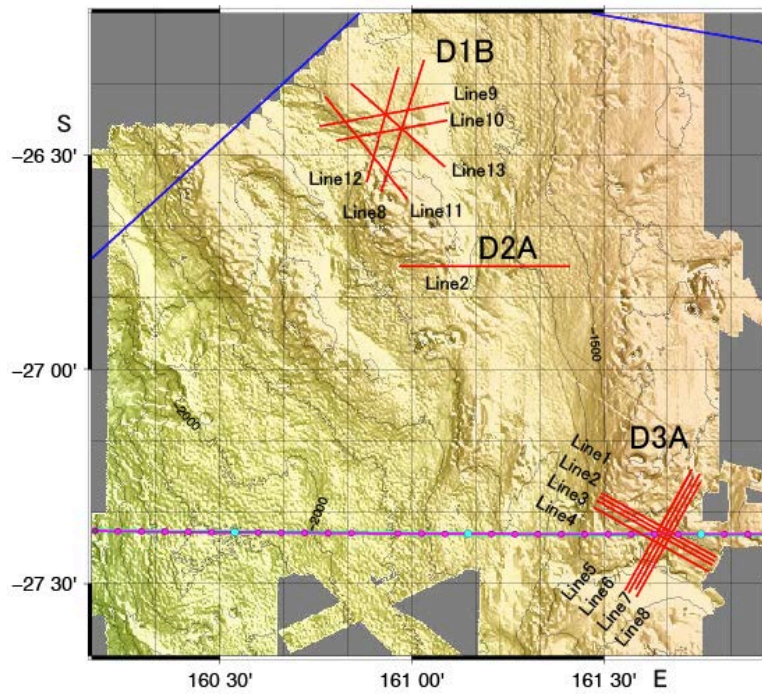 D1B
Line9
S
Line10
−26 30'
Line13
Line12
Line8
Line11
D2A
Line2
−1500
−27 00'
−2000
D3A
Line1
Line2
Line3
Line4
−2000
Line5
Line6
Line7
Line8
−27 30'
160 30'
161 00'
161 30'
E